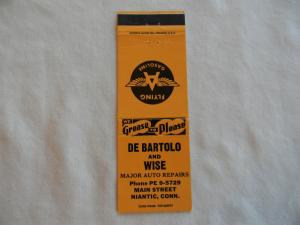 FLYING
GASOLINE
WE Grease TO Please
DE BARTOLO
AND
WISE
MAJOR AUTO REPAIRS
Phone PE 9-5729
MAIN STREET
NIANTIC, CONN.